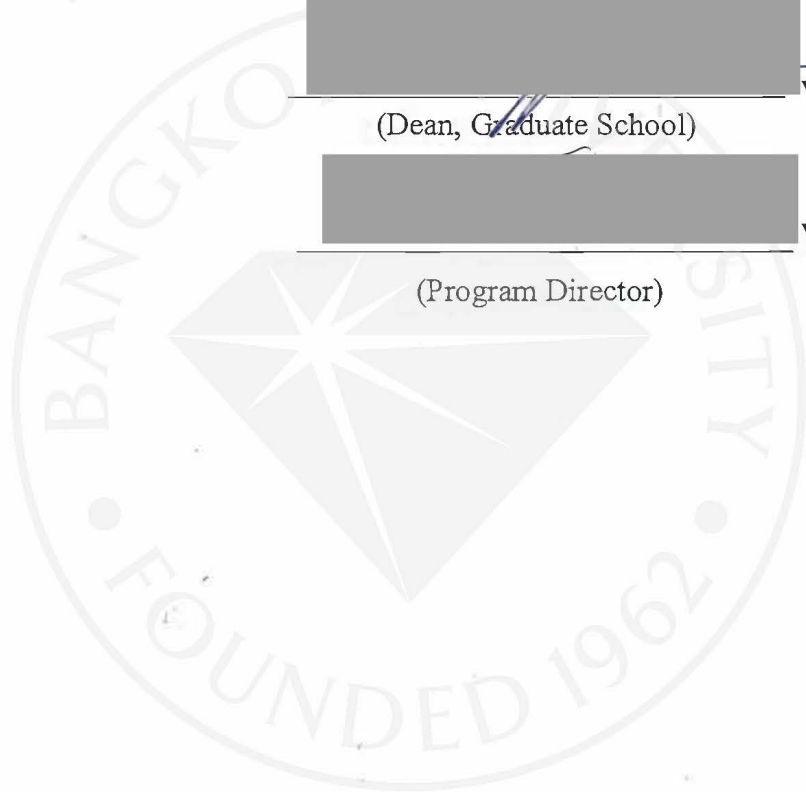 (Dean, Graduate School)
(Program Director)
BANGKOK UNIVERSITY
FOUNDED 1962